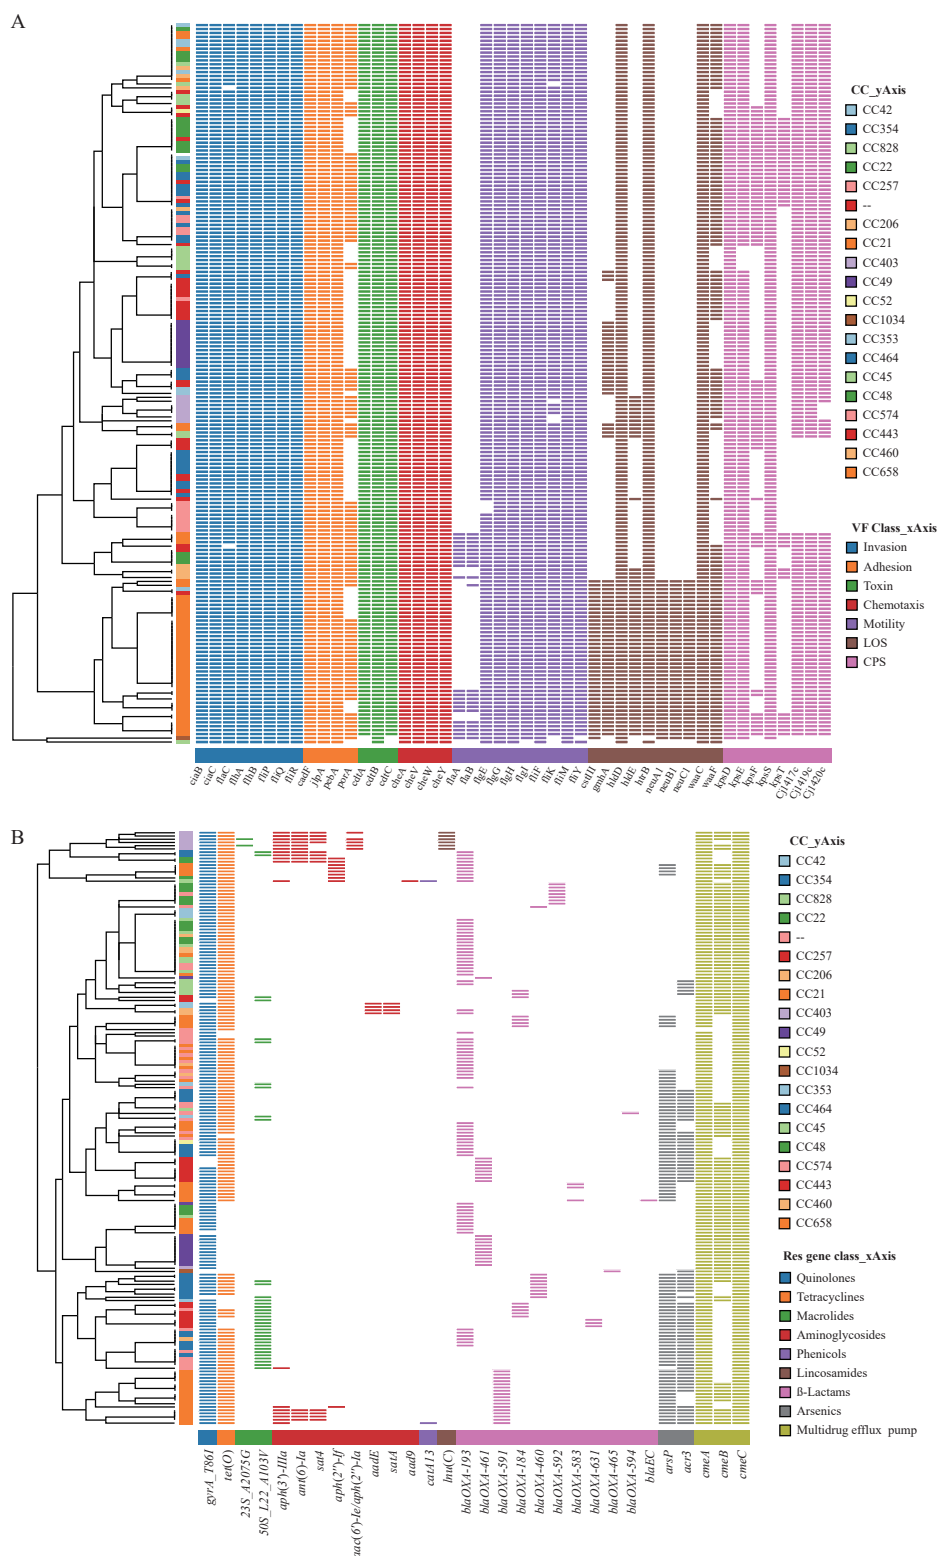 A
CC_yAxis
CC42
CC354
CC828
CC22
CC257
--
CC206
CC21
CC403
CC49
CC52
CC1034
CC353
CC464
CC45
CC48
CC574
CC443
CC460
CC658
VF Class_xAxis
Invasion
Adhesion
Toxin
Chemotaxis
Motility
LOS
CPS
ciaB
ciaC
flaC
flhA
flhB
fliP
fliQ
fliR
cadF
jlpA
pebA
porA
cdtA
cdtB
cdtC
cheA
cheV
cheW
cheY
flaA
flaB
flgE
flgG
flgH
flgI
fliF
fliK
fliM
fliY
cstII
gmhA
hldD
hldE
htrB
neuA1
neuB1
neuC1
waaC
waaF
kpsD
kpsE
kpsF
kpsS
kpsT
Cj1417c
Cj1419c
Cj1420c
B
CC_yAxis
CC42
CC354
CC828
CC22
--
CC257
CC206
CC21
CC403
CC49
CC52
CC1034
CC353
CC464
CC45
CC48
CC574
CC443
CC460
CC658
Res gene class_xAxis
Quinolones
Tetracyclines
Macrolides
Aminoglycosides
Phenicols
Lincosamides
ß-Lactams
Arsenics
Multidrug efflux pump
gyrA_T86I
tet(O)
23S_A2075G
50S_L22_A103V
aph(3')-IIIa
ant(6)-Ia
sat4
aph(2'')-If
aac(6')-Ie/aph(2'')-Ia
aadE
satA
aad9
catA13
lnu(C)
blaOXA-193
blaOXA-461
blaOXA-591
blaOXA-184
blaOXA-460
blaOXA-592
blaOXA-583
blaOXA-631
blaOXA-465
blaOXA-594
blaEC
arsP
acr3
cmeA
cmeB
cmeC